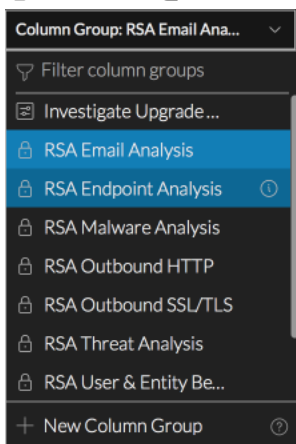 Column Group: RSA Email Ana...
Filter column groups
Investigate Upgrade...
RSA Email Analysis
RSA Endpoint Analysis
RSA Malware Analysis
RSA Outbound HTTP
RSA Outbound SSL/TLS
RSA Threat Analysis
RSA User & Entity Be...
New Column Group